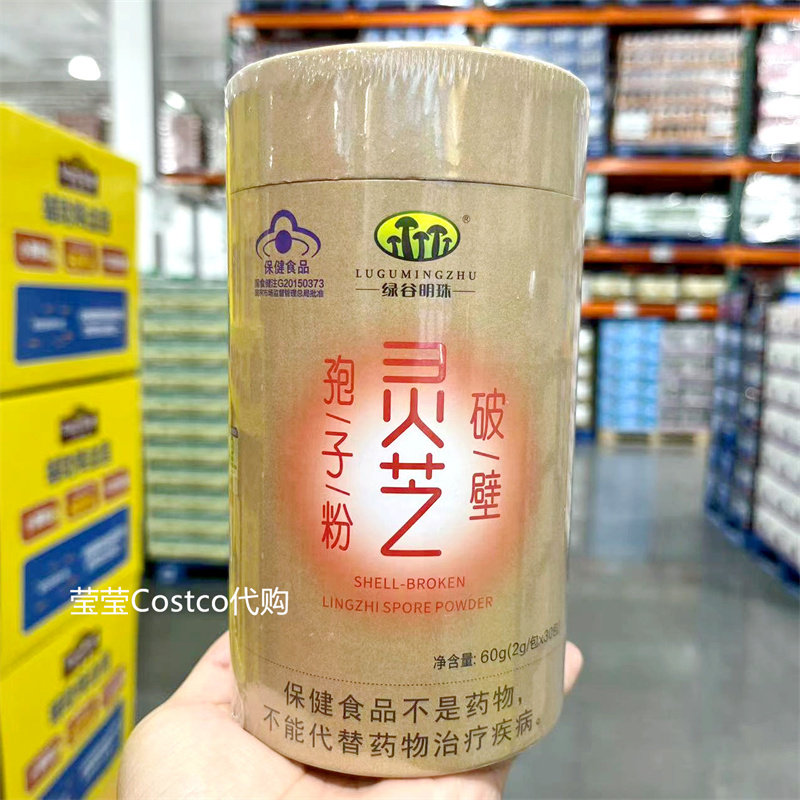 保健食品
国食健注G20150373
国家市场监督管理总局批准
®
LUGUMINGZHU
绿谷明珠
破/壁
灵芝
孢/子/粉
SHELL-BROKEN
LINGZHI SPORE POWDER
净含量: 60g(2g/包x30包
保健食品不是药物,
不能代替药物治疗疾病。
莹莹Costco代购